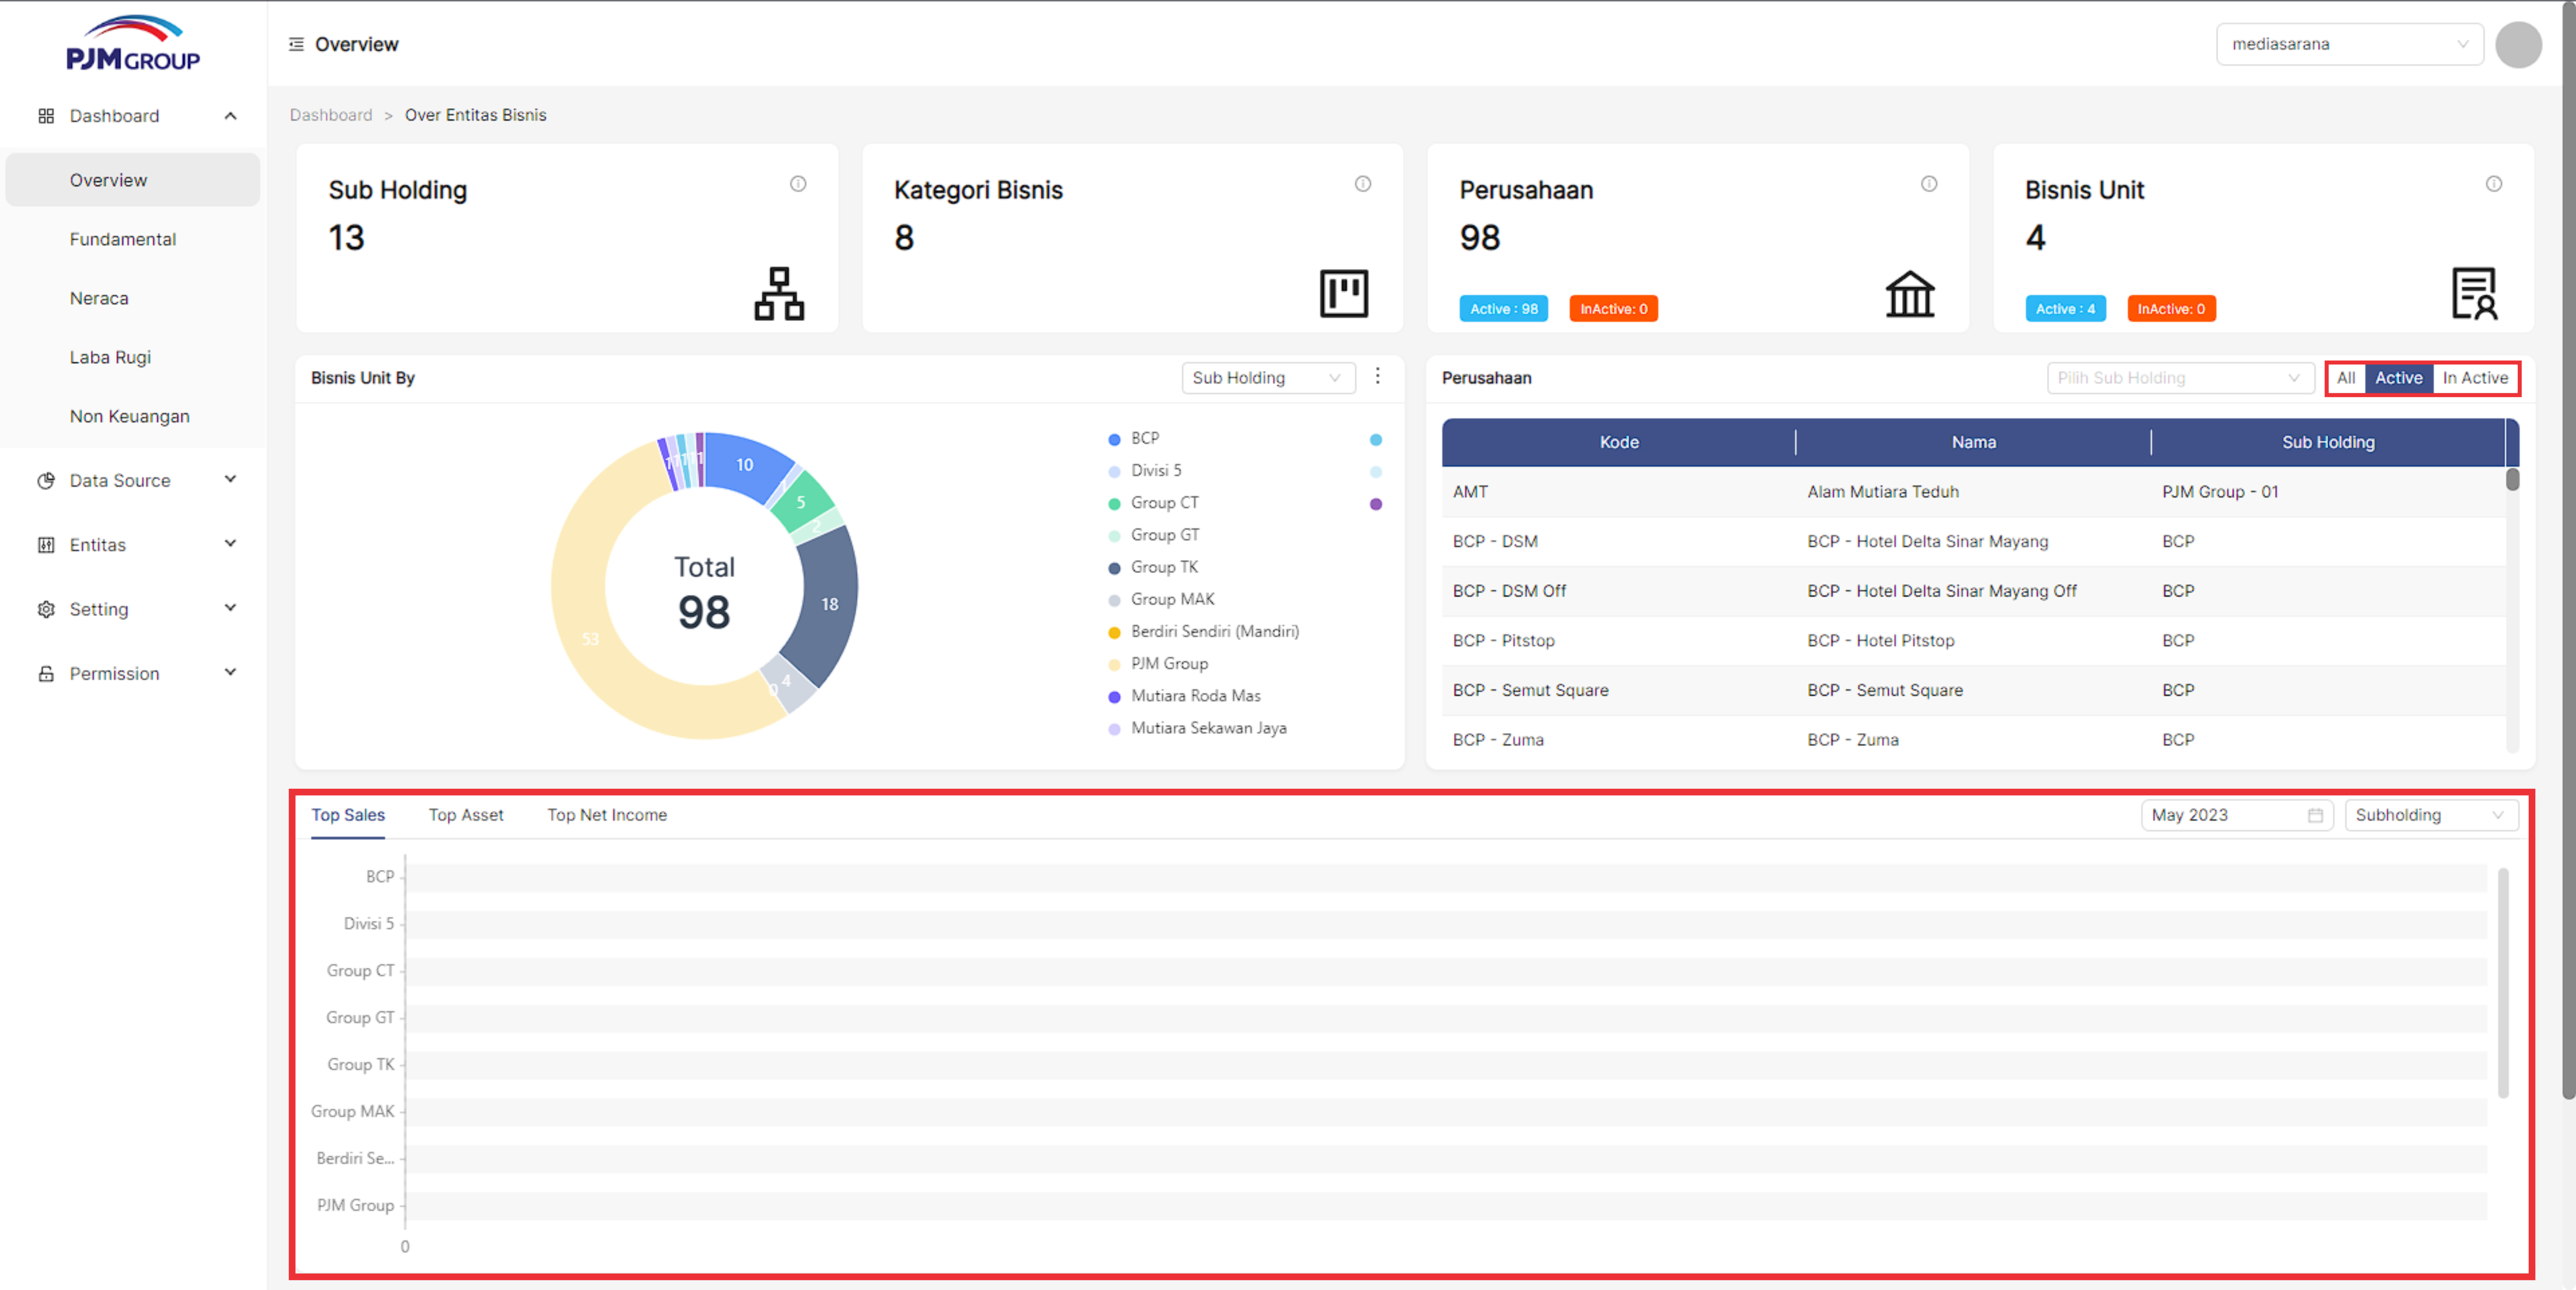 PJM GROUP
Overview
mediasarana
Dashboard
Overview
Fundamental
Neraca
Laba Rugi
Non Keuangan
Data Source
Entitas
Setting
Permission
Dashboard > Over Entitas Bisnis
Sub Holding
13
Kategori Bisnis
8
Perusahaan
98
Active : 98
InActive: 0
Bisnis Unit
4
Active : 4
InActive: 0
Bisnis Unit By
Sub Holding
10
5
2
18
4
0
53
1
1
1
1
1
Total
98
BCP
Divisi 5
Group CT
Group GT
Group TK
Group MAK
Berdiri Sendiri (Mandiri)
PJM Group
Mutiara Roda Mas
Mutiara Sekawan Jaya
Perusahaan
Pilih Sub Holding
All Active In Active
Kode Nama Sub Holding
AMT Alam Mutiara Teduh PJM Group - 01
BCP - DSM BCP - Hotel Delta Sinar Mayang BCP
BCP - DSM Off BCP - Hotel Delta Sinar Mayang Off BCP
BCP - Pitstop BCP - Hotel Pitstop BCP
BCP - Semut Square BCP - Semut Square BCP
BCP - Zuma BCP - Zuma BCP
Top Sales Top Asset Top Net Income
May 2023
Subholding
BCP
Divisi 5
Group CT
Group GT
Group TK
Group MAK
Berdiri Se...
PJM Group
0